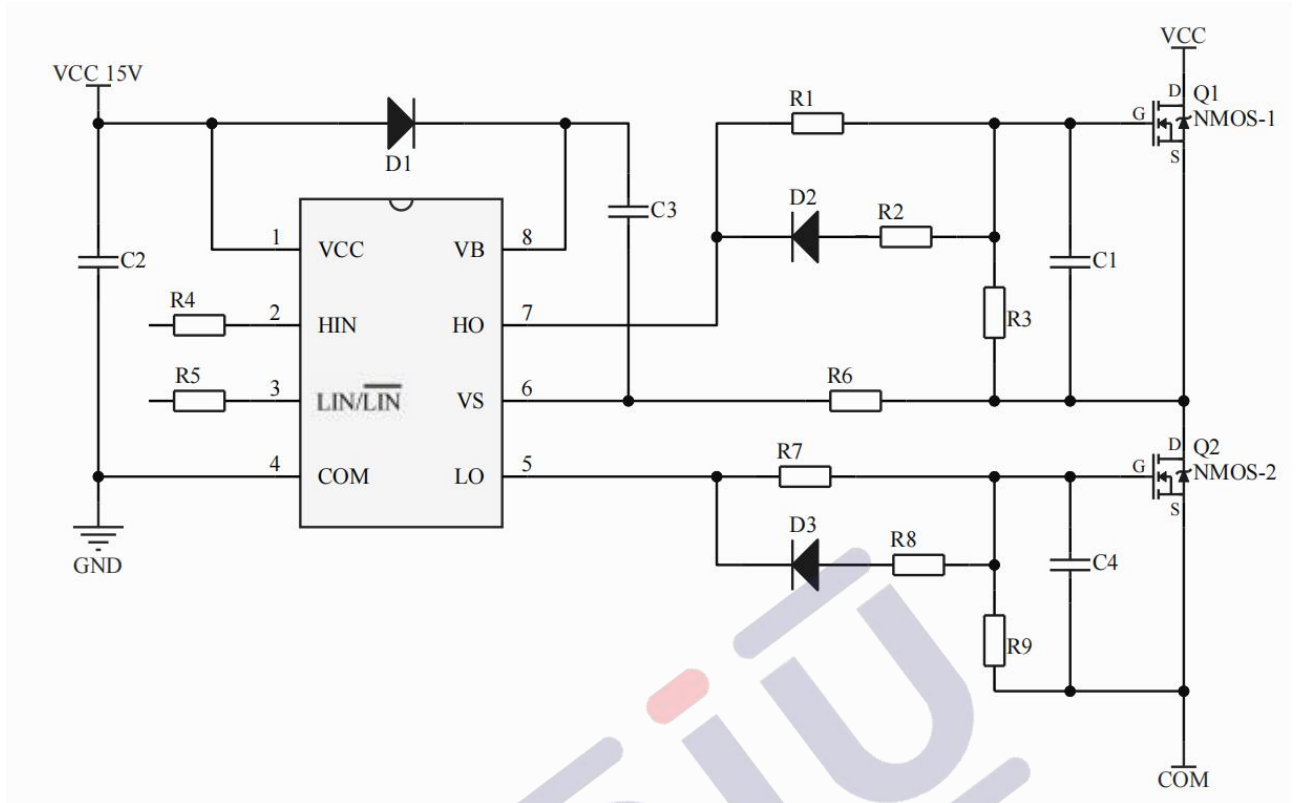 VCC
VCC 15V
R1
D
Q1
G
NMOS-1
S
D1
D2
R2
C3
1
VCC
VB
8
C2
C1
R4
2
HIN
HO
7
R3
R5
3
LIN/L̅I̅N̅
VS
6
R6
4
COM
LO
5
R7
D
Q2
G
NMOS-2
S
GND
D3
R8
C4
R9
COM